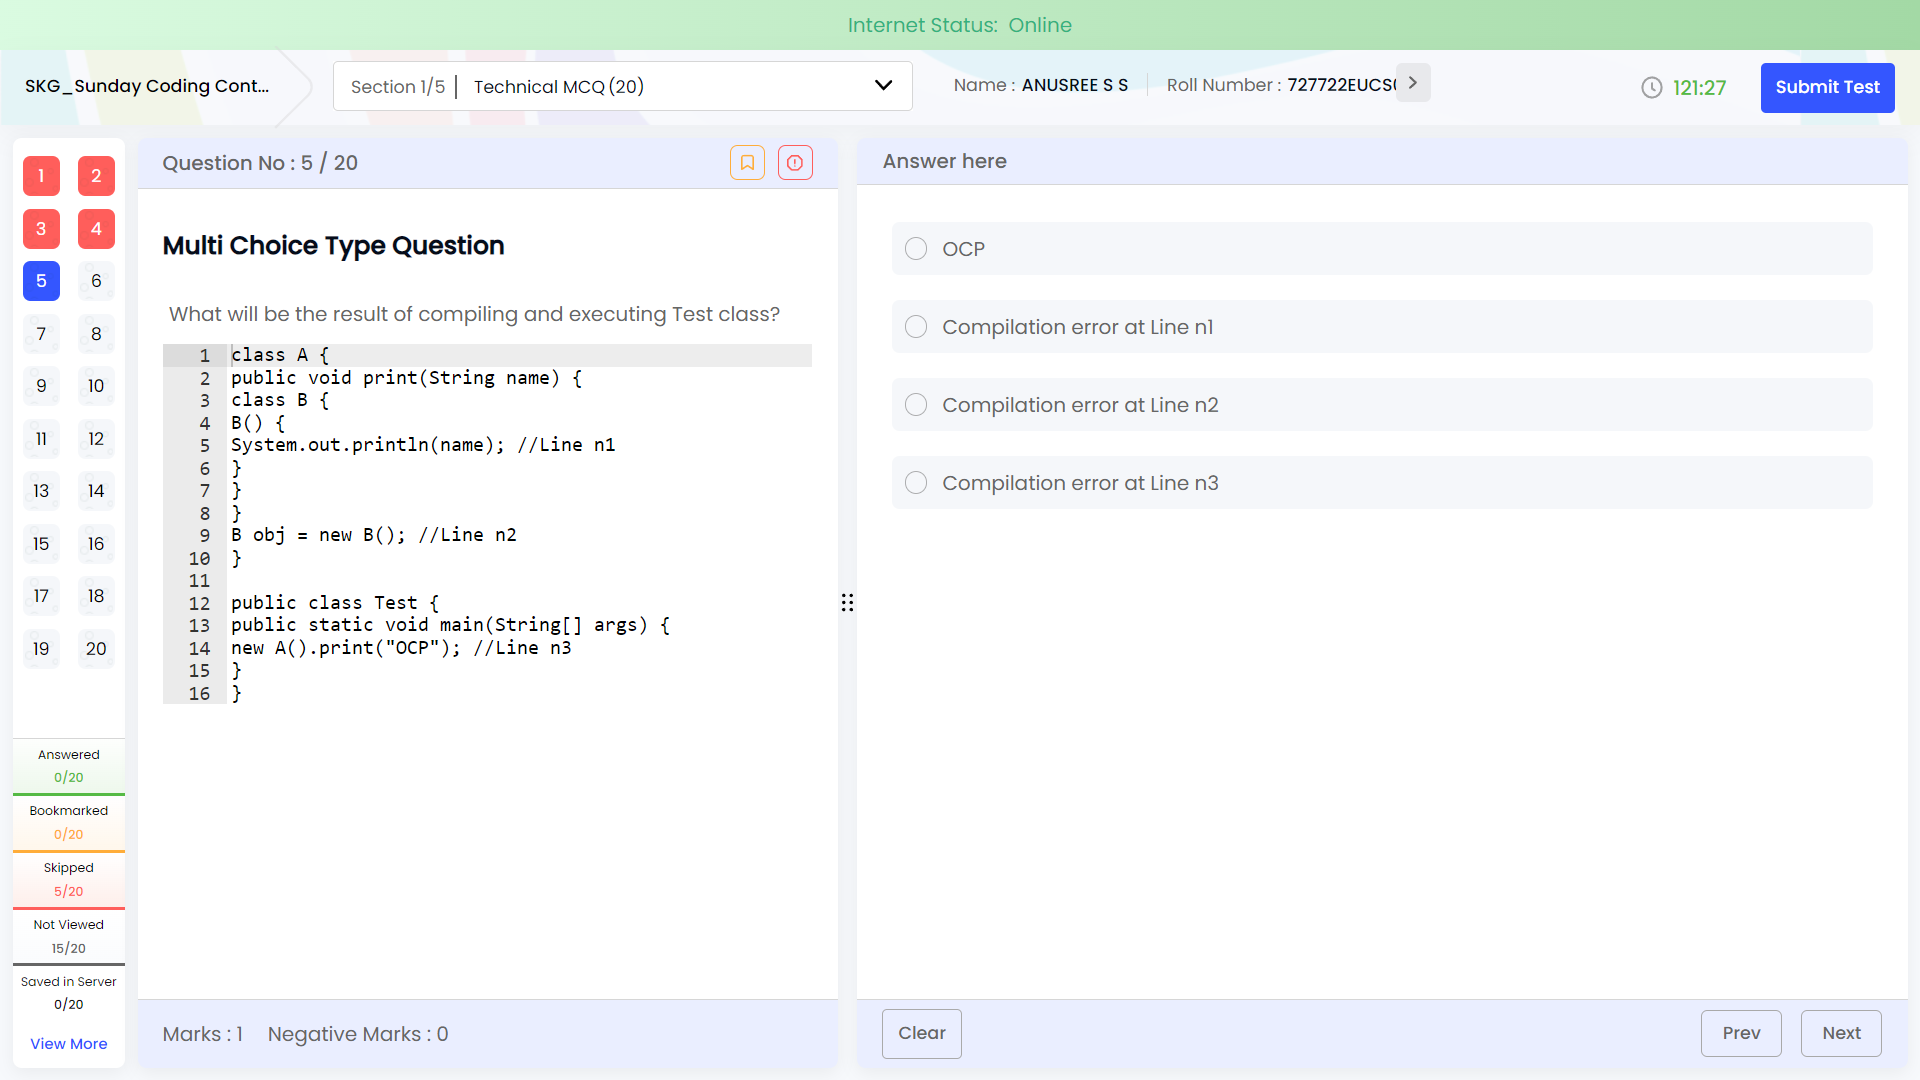 Internet Status: Online
SKG_Sunday Coding Cont...
Section 1/5 | Technical MCQ (20)
Name : ANUSREE S S
Roll Number : 727722EUCS
121:27
Submit Test
1 2
3 4
5 6
7 8
9 10
11 12
13 14
15 16
17 18
19 20
Answered
0/20
Bookmarked
0/20
Skipped
5/20
Not Viewed
15/20
Saved in Server
0/20
View More
Question No : 5 / 20
Multi Choice Type Question
What will be the result of compiling and executing Test class?
1 class A {
2 public void print(String name) {
3 class B {
4 B() {
5 System.out.println(name); //Line n1
6 }
7 }
8 }
9 B obj = new B(); //Line n2
10 }
11
12 public class Test {
13 public static void main(String[] args) {
14 new A().print("OCP"); //Line n3
15 }
16 }
Marks : 1 Negative Marks : 0
Answer here
OCP
Compilation error at Line n1
Compilation error at Line n2
Compilation error at Line n3
Clear
Prev
Next